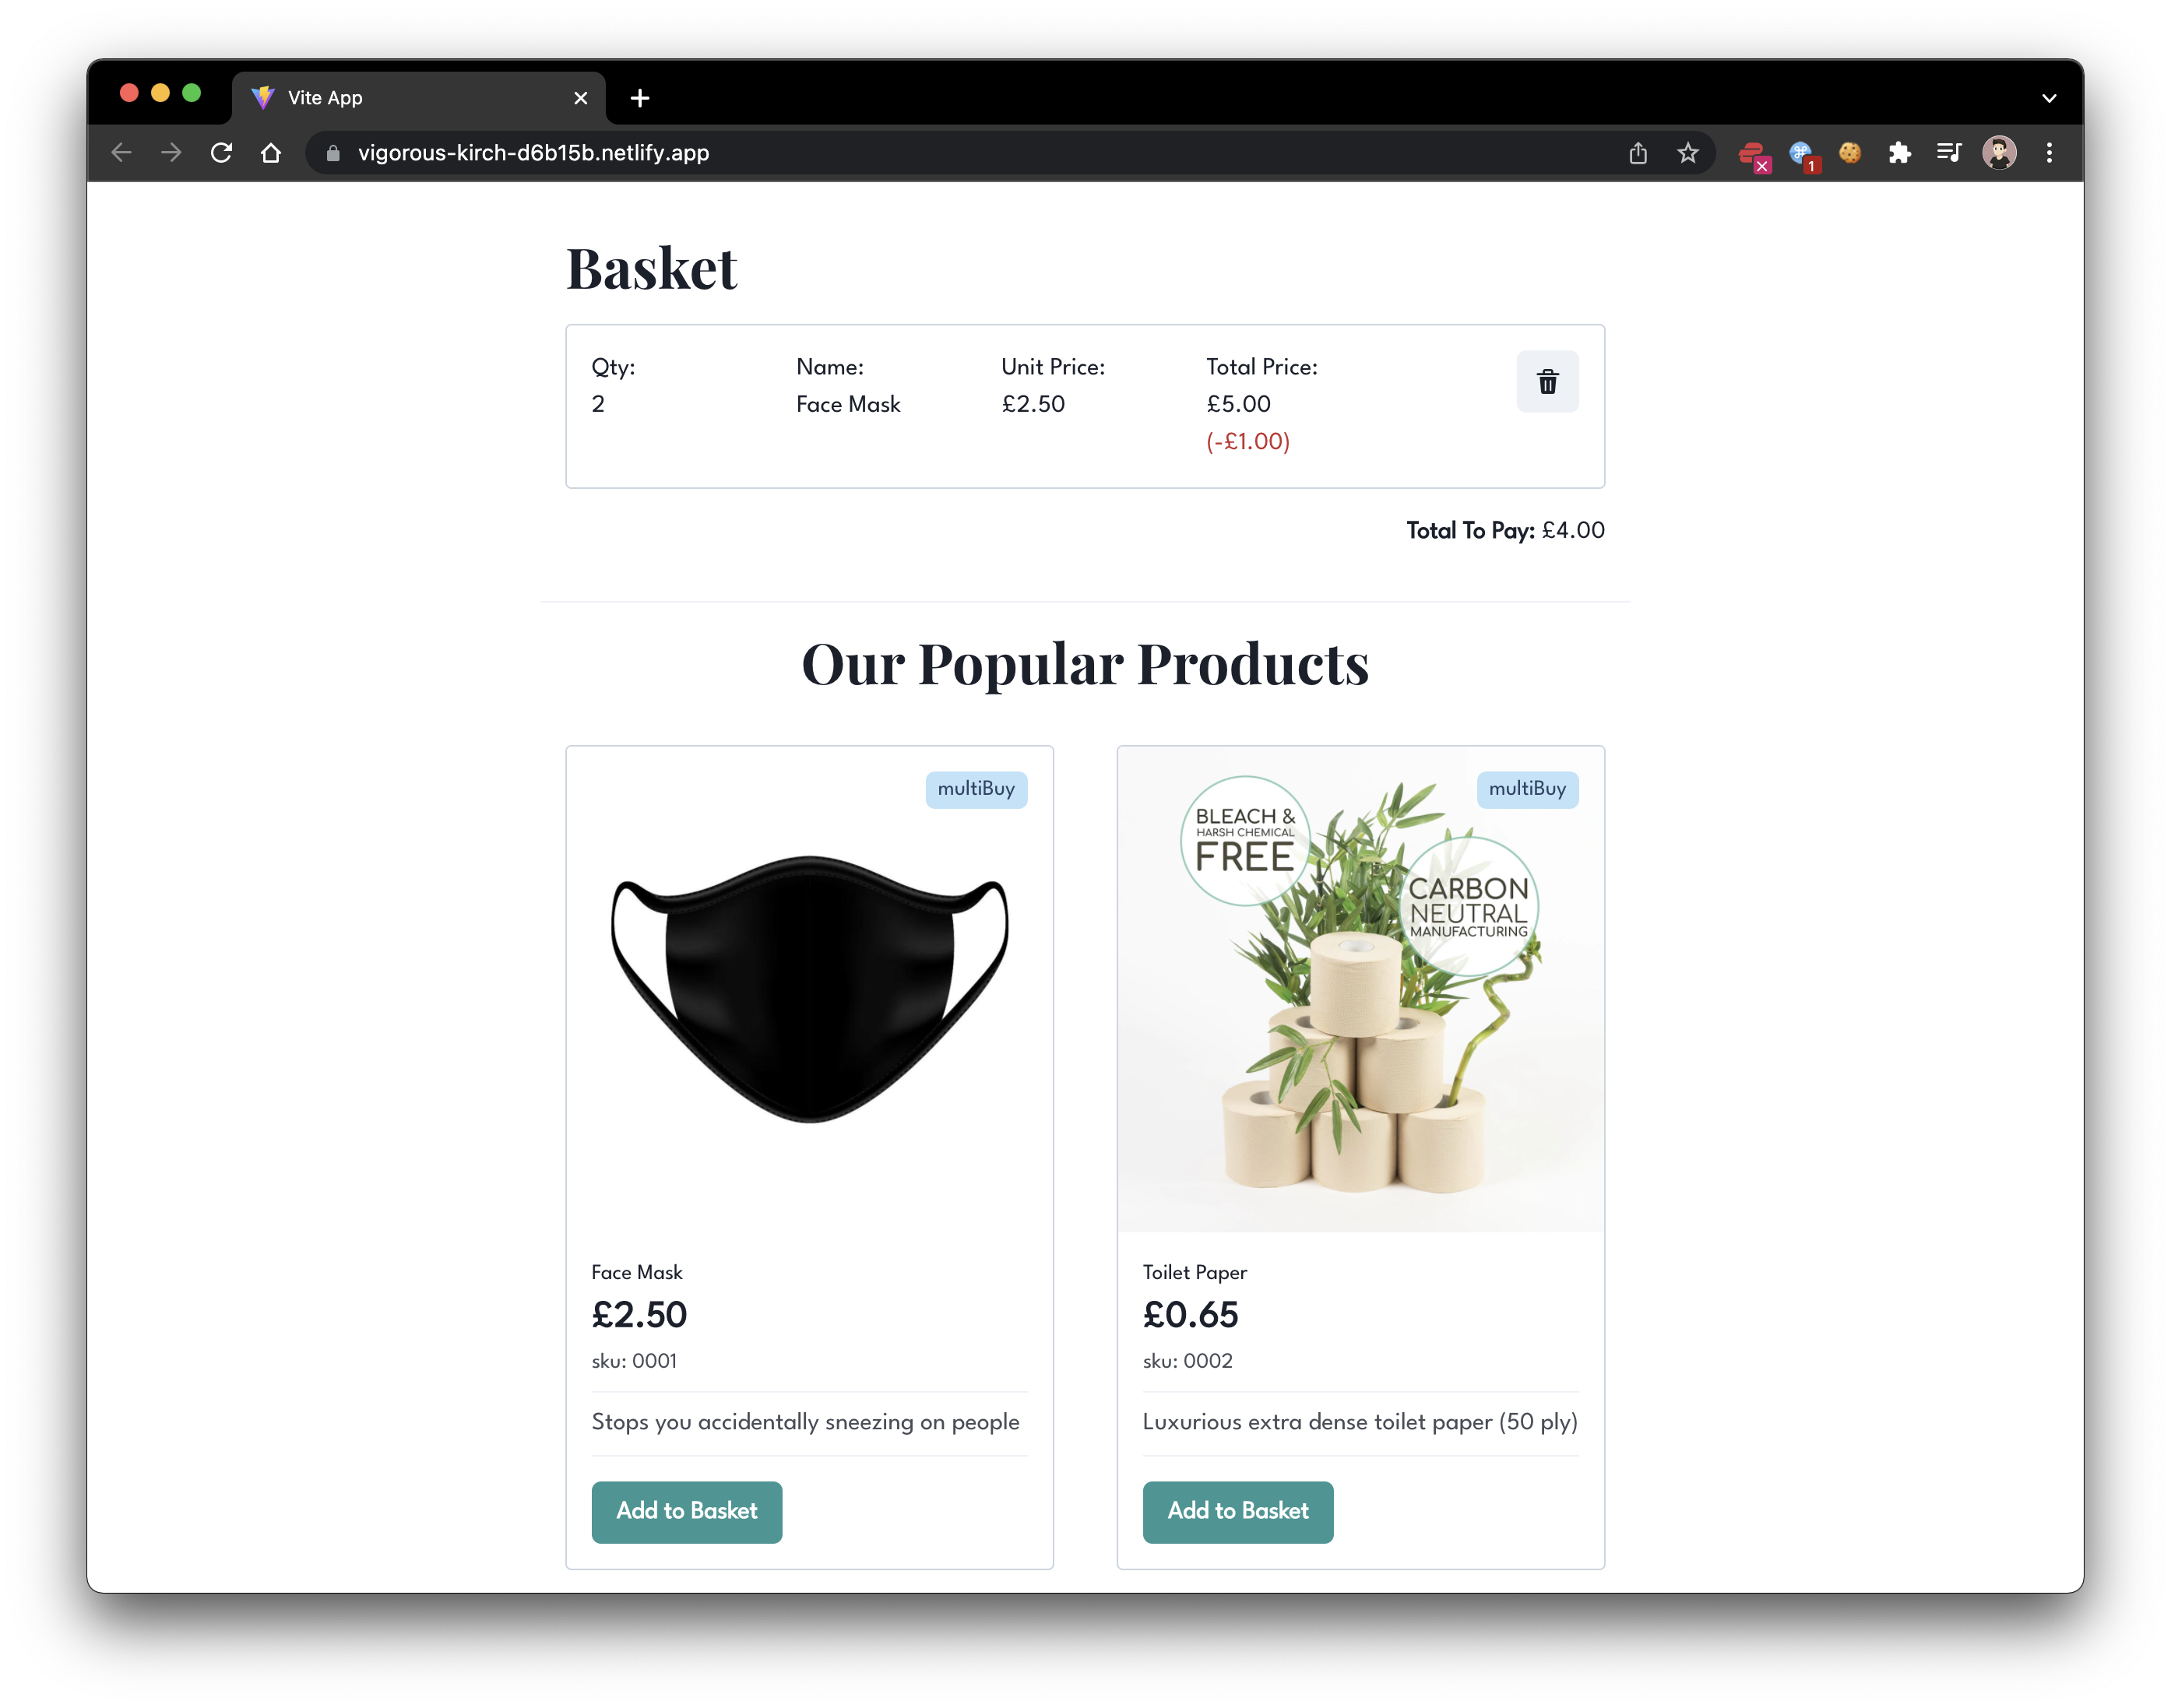 Vite App
vigorous-kirch-d6b15b.netlify.app
1
Basket
Qty: Name: Unit Price: Total Price:
2 Face Mask £2.50 £5.00
(-£1.00)
Total To Pay: £4.00
Our Popular Products
multiBuy
Face Mask
£2.50
sku: 0001
Stops you accidentally sneezing on people
Add to Basket
multiBuy
BLEACH &
HARSH CHEMICAL
FREE
CARBON
NEUTRAL
MANUFACTURING
Toilet Paper
£0.65
sku: 0002
Luxurious extra dense toilet paper (50 ply)
Add to Basket